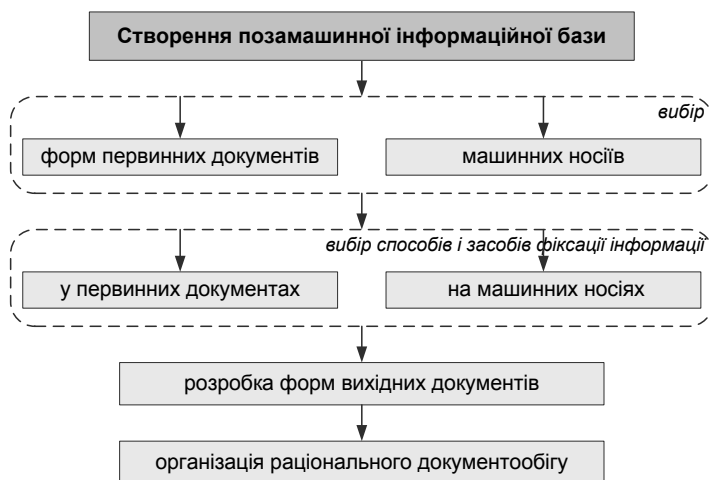 Створення позамашинної інформаційної бази
вибір
форм первинних документів
машинних носіїв
вибір способів і засобів фіксації інформації
у первинних документах
на машинних носіях
розробка форм вихідних документів
організація раціонального документообігу